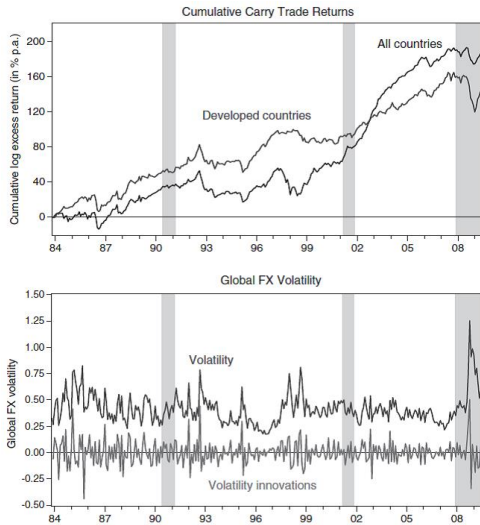 Cumulative Carry Trade Returns
Cumulative log excess return (in % p.a.)
200
160
120
80
40
0
All countries
Developed countries
84 87 90 93 96 99 02 05 08
Global FX Volatility
Global FX volatility
1.50
1.25
1.00
0.75
0.50
0.25
0.00
-0.25
-0.50
Volatility
Volatility innovations
84 87 90 93 96 99 02 05 08